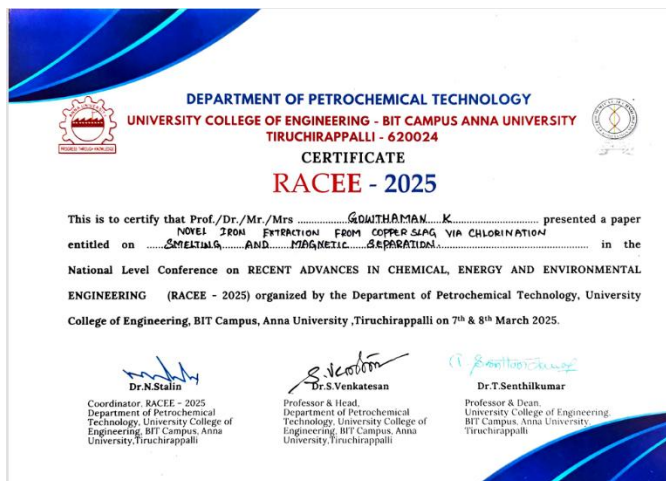 DEPARTMENT OF PETROCHEMICAL TECHNOLOGY
UNIVERSITY COLLEGE OF ENGINEERING - BIT CAMPUS ANNA UNIVERSITY
TIRUCHIRAPPALLI - 620024
PROGRESS THROUGH KNOWLEDGE
CERTIFICATE
RACEE - 2025
This is to certify that Prof./Dr./Mr./Mrs GOWTHAMAN K presented a paper
NOVEL IRON EXTRACTION FROM COPPER SLAG VIA CHLORINATION
entitled on SMELTING AND MAGNETIC SEPARATION. in the
National Level Conference on RECENT ADVANCES IN CHEMICAL, ENERGY AND ENVIRONMENTAL
ENGINEERING (RACEE - 2025) organized by the Department of Petrochemical Technology, University
College of Engineering, BIT Campus, Anna University ,Tiruchirappalli on 7th & 8th March 2025.
Dr.N.Stalin
Coordinator, RACEE - 2025
Department of Petrochemical
Technology, University College of
Engineering, BIT Campus, Anna
University,Tiruchirappalli
Dr.S.Venkatesan
Professor & Head,
Department of Petrochemical
Technology, University College of
Engineering, BIT Campus, Anna
University,Tiruchirappalli
Dr.T.Senthilkumar
Professor & Dean,
University College of Engineering,
BIT Campus, Anna University,
Tiruchirappalli